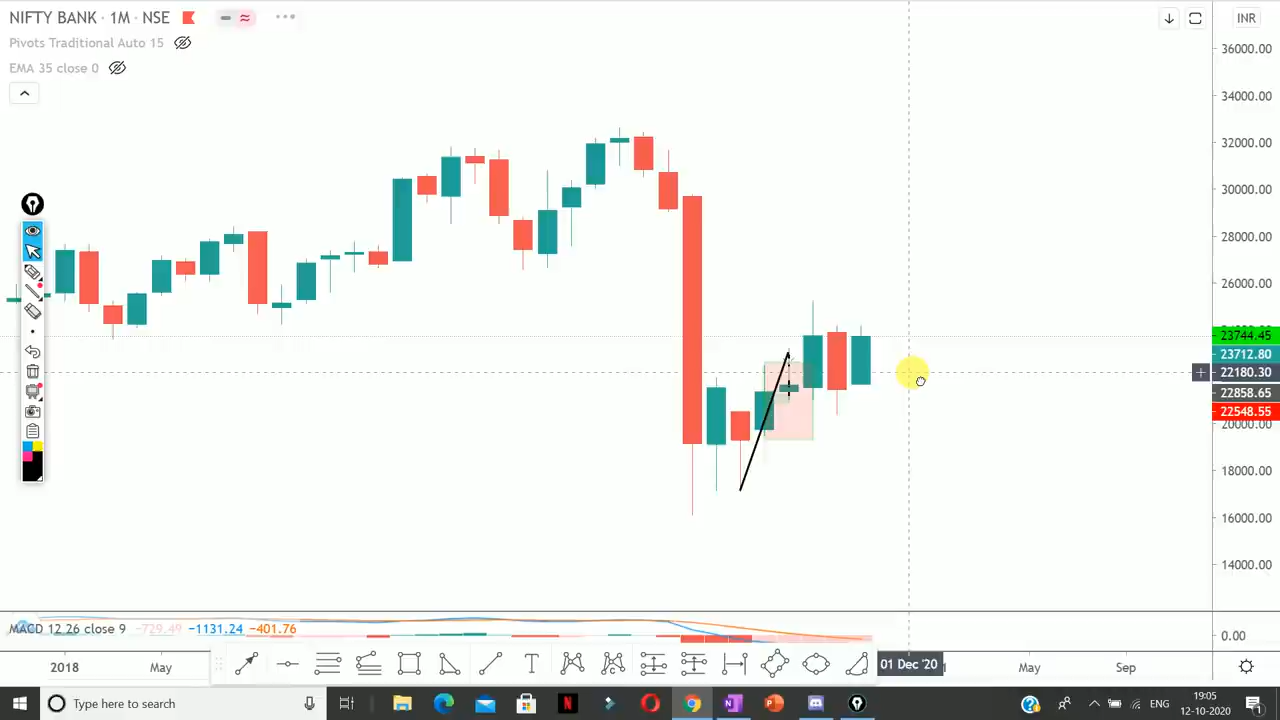 NIFTY BANK · 1M · NSE
INR
Pivots Traditional Auto 15
EMA 35 close 0
36000.00
34000.00
32000.00
30000.00
28000.00
26000.00
23744.45
23712.80
22180.30
22858.65
22548.55
20000.00
18000.00
16000.00
14000.00
MACD 12 26 close 9 −729.49 −1131.24 −401.76
0.00
2018 May 01 Dec '20 May Sep
Type here to search
ENG
19:05
12-10-2020